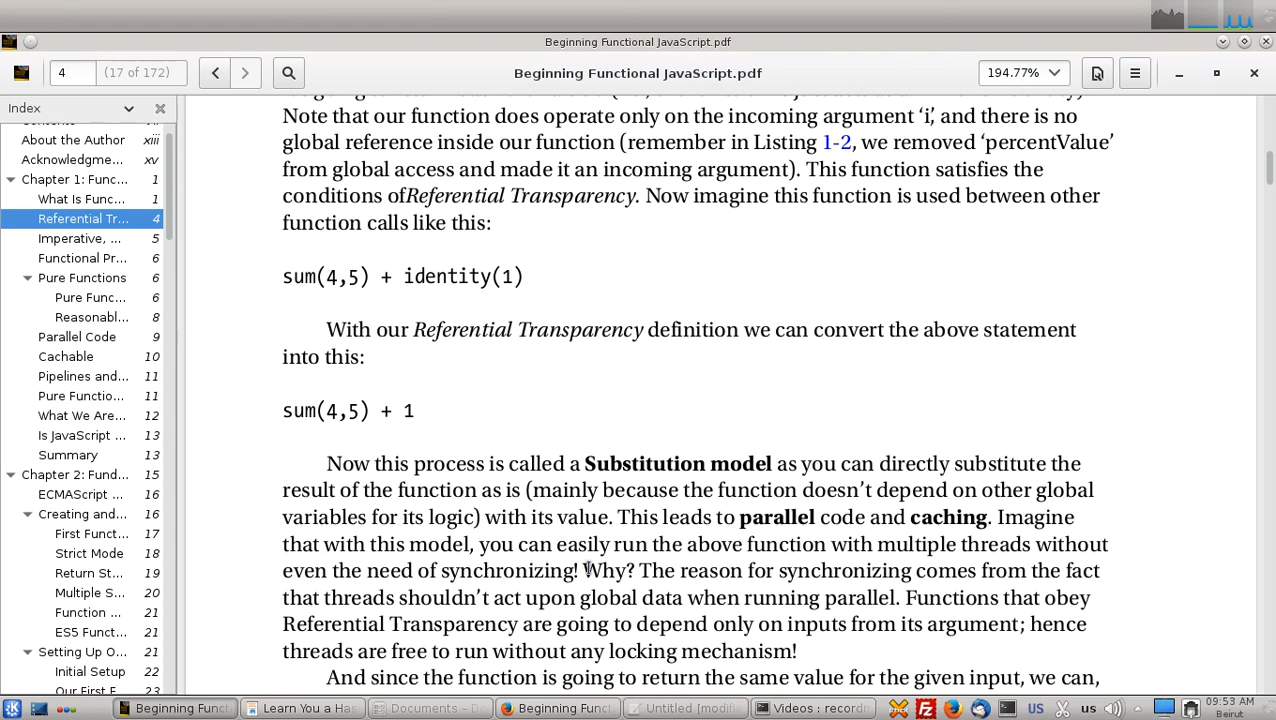 Beginning Functional JavaScript.pdf
4 (17 of 172)
Beginning Functional JavaScript.pdf
194.77%
Index
About the Author xiii
Acknowledgme... xv
Chapter 1: Func... 1
What Is Func... 1
Referential Tr... 4
Imperative, ... 5
Functional Pr... 6
Pure Functions 6
Pure Func... 6
Reasonabl... 8
Parallel Code 9
Cachable 10
Pipelines and... 11
Pure Functio... 11
What We Are... 12
Is JavaScript ... 13
Summary 13
Chapter 2: Fund... 15
ECMAScript ... 16
Creating and... 16
First Funct... 17
Strict Mode 18
Return St... 19
Multiple S... 20
Function ... 21
ES5 Funct... 21
Setting Up O... 21
Initial Setup 22
Our First F... 23
Note that our function does operate only on the incoming argument ‘i’, and there is no
global reference inside our function (remember in Listing 1-2, we removed ‘percentValue’
from global access and made it an incoming argument). This function satisfies the
conditions ofReferential Transparency. Now imagine this function is used between other
function calls like this:
sum(4,5) + identity(1)
With our Referential Transparency definition we can convert the above statement
into this:
sum(4,5) + 1
Now this process is called a Substitution model as you can directly substitute the
result of the function as is (mainly because the function doesn’t depend on other global
variables for its logic) with its value. This leads to parallel code and caching. Imagine
that with this model, you can easily run the above function with multiple threads without
even the need of synchronizing! Why? The reason for synchronizing comes from the fact
that threads shouldn’t act upon global data when running parallel. Functions that obey
Referential Transparency are going to depend only on inputs from its argument; hence
threads are free to run without any locking mechanism!
And since the function is going to return the same value for the given input, we can,
Beginning Funct
Learn You a Has
Documents – D
Beginning Funct
Untitled [modifi
Videos : record
US
us
09:53 AM
Beirut